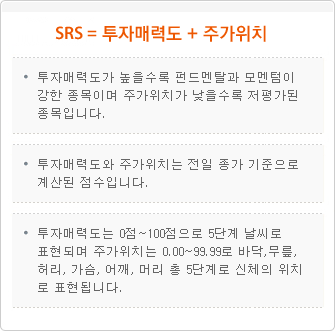 SRS = 투자매력도 + 주가위치
• 투자매력도가 높을수록 펀드멘탈과 모멘텀이
강한 종목이며 주가위치가 낮을수록 저평가된
종목입니다.
• 투자매력도와 주가위치는 전일 종가 기준으로
계산된 점수입니다.
• 투자매력도는 0점~100점으로 5단계 날씨로
표현되며 주가위치는 0.00~99.99로 바닥,무릎,
허리, 가슴, 어깨, 머리 총 5단계로 신체의 위치
로 표현됩니다.